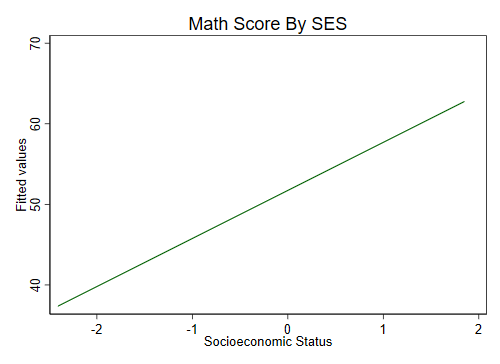 Math Score By SES
Fitted values
70
60
50
40
-2 -1 0 1 2
Socioeconomic Status